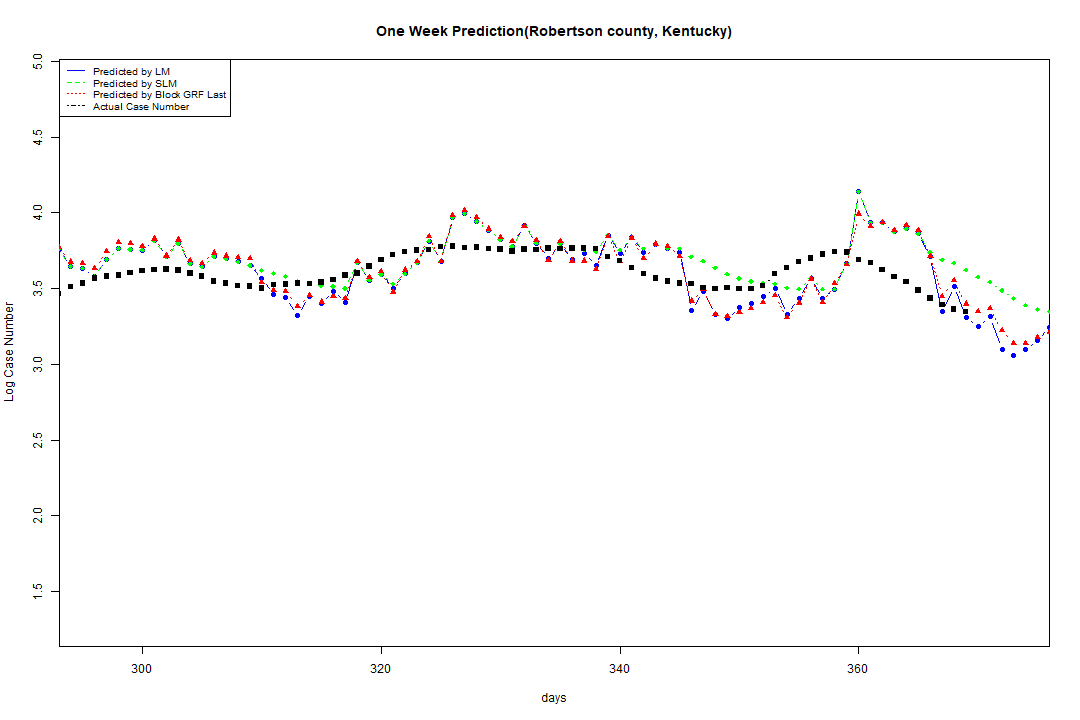 One Week Prediction(Robertson county, Kentucky)
Predicted by LM
Predicted by SLM
Predicted by Block GRF Last
Actual Case Number
Log Case Number
5.0
4.5
4.0
3.5
3.0
2.5
2.0
1.5
300
320
340
360
days